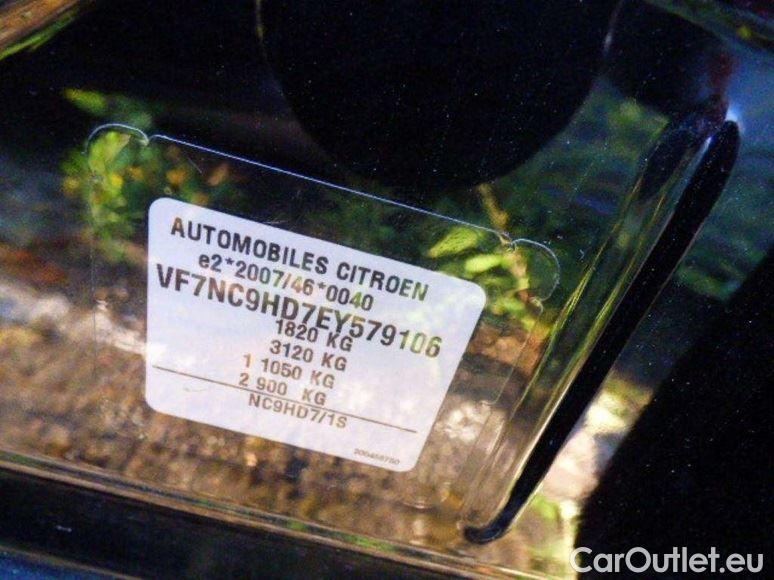 AUTOMOBILES CITROEN
e2*2007/46*0040
VF7NC9HD7EY579106
1820 KG
3120 KG
1 1050 KG
2 900 KG
NC9HD7/1S
CarOutlet.eu